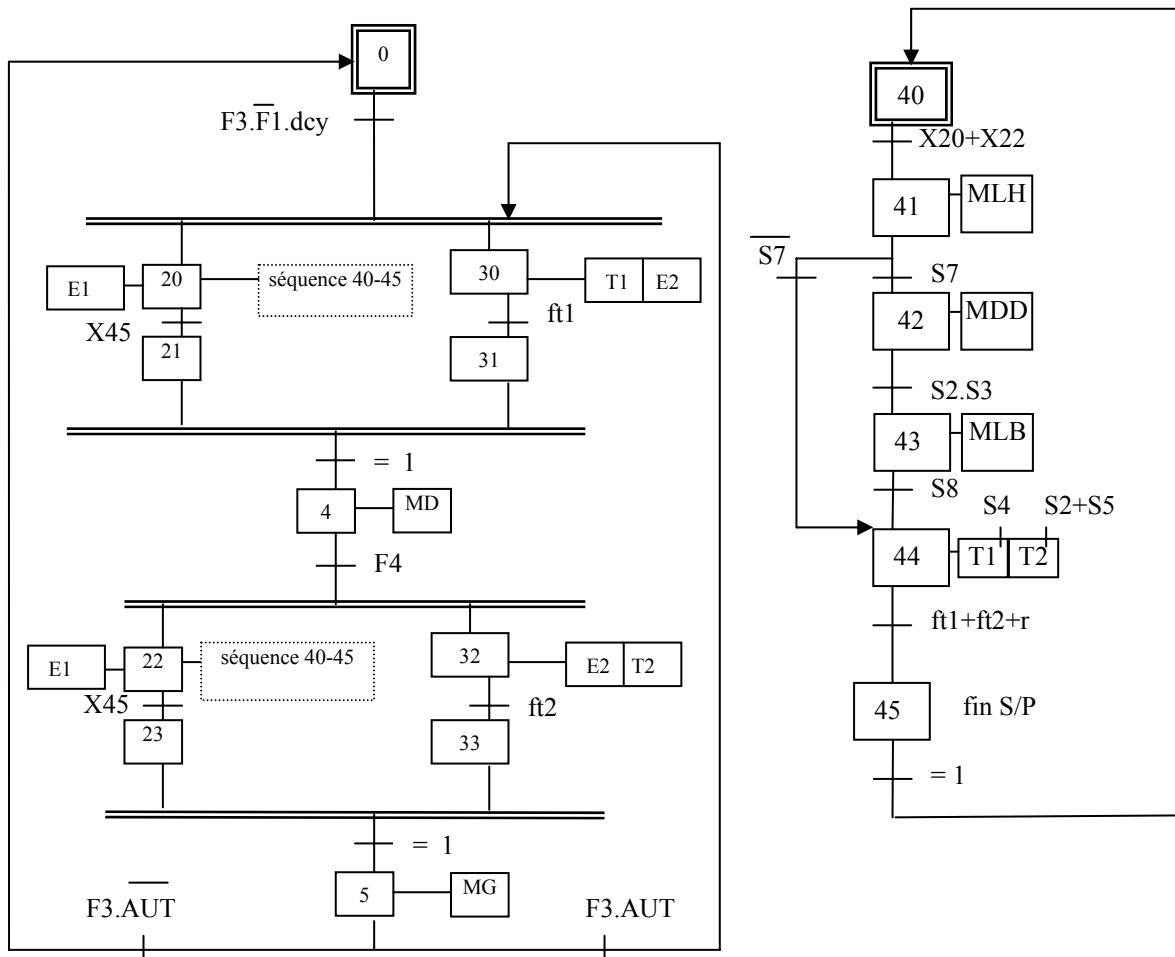 0
F3.F̅1.dcy
E1
20
séquence 40-45
X45
21
30
T1 E2
ft1
31
= 1
4
MD
F4
E1
22
séquence 40-45
X45
23
32
E2 T2
ft2
33
= 1
5
MG
F3.A̅U̅T̅
F3.AUT
40
X20+X22
41
MLH
S̅7̅
S7
42
MDD
S2.S3
43
MLB
S8
S4
S2+S5
44
T1 T2
ft1+ft2+r
45
fin S/P
= 1